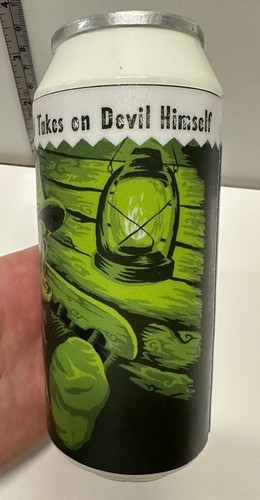 Takes on Devil Himself